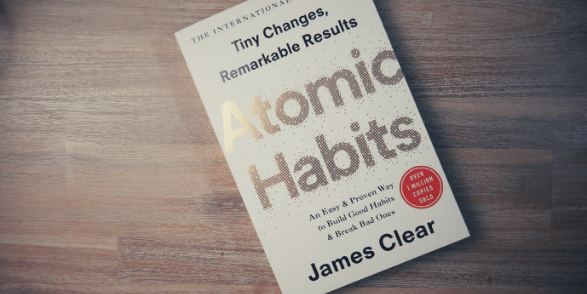 THE INTERNATIONAL
Tiny Changes,
Remarkable Results
Atomic
Habits
An Easy & Proven Way
to Build Good Habits
& Break Bad Ones
OVER
1 MILLION
COPIES
SOLD
James Clear